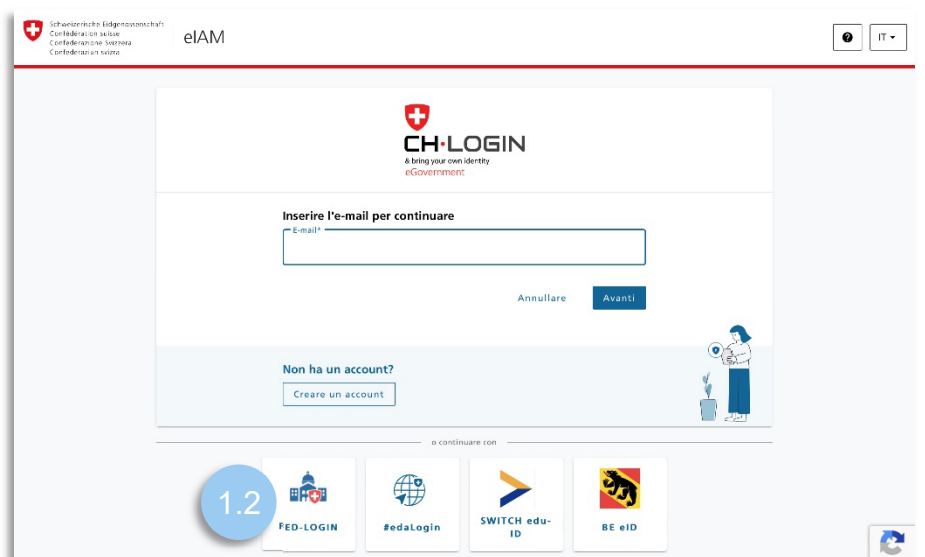 Schweizerische Eidgenossenschaft
Confédération suisse
Confederazione Svizzera
Confederaziun svizra
eIAM
?
IT
CH·LOGIN
& bring your own identity
eGovernment
Inserire l'e-mail per continuare
E-mail*
Annullare
Avanti
Non ha un account?
Creare un account
o continuare con
1.2
FED-LOGIN
#edaLogin
SWITCH edu-
ID
BE eID